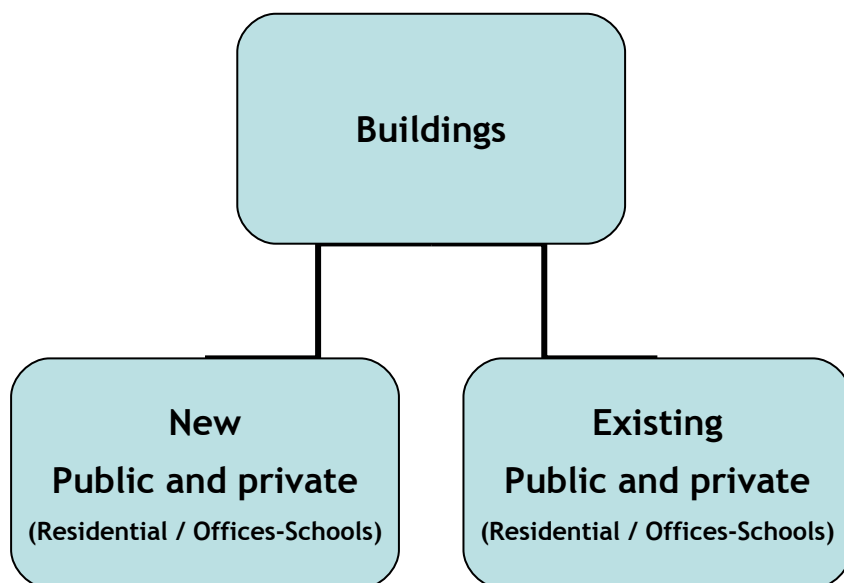 Buildings
New
Public and private
(Residential / Offices-Schools)
Existing
Public and private
(Residential / Offices-Schools)